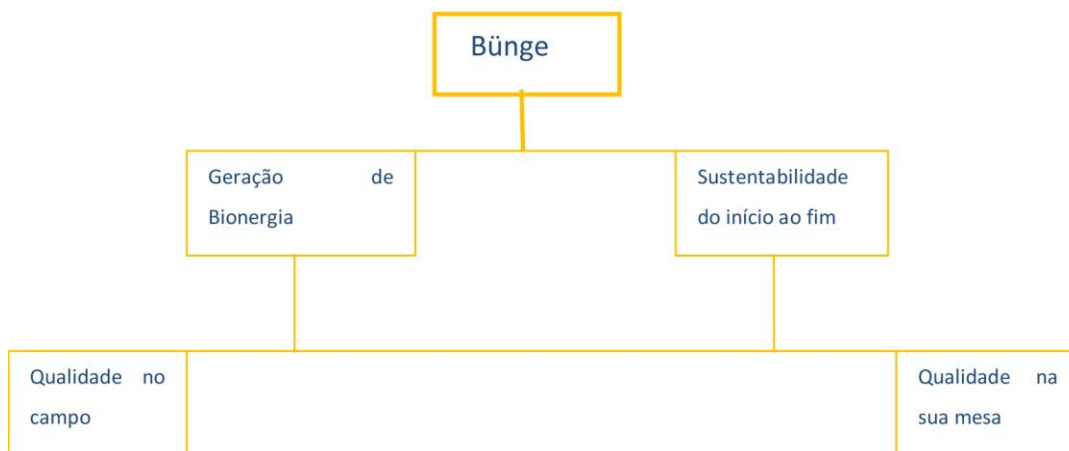 Bünge
Geração de
Bionergia
Sustentabilidade
do início ao fim
Qualidade no
campo
Qualidade na
sua mesa